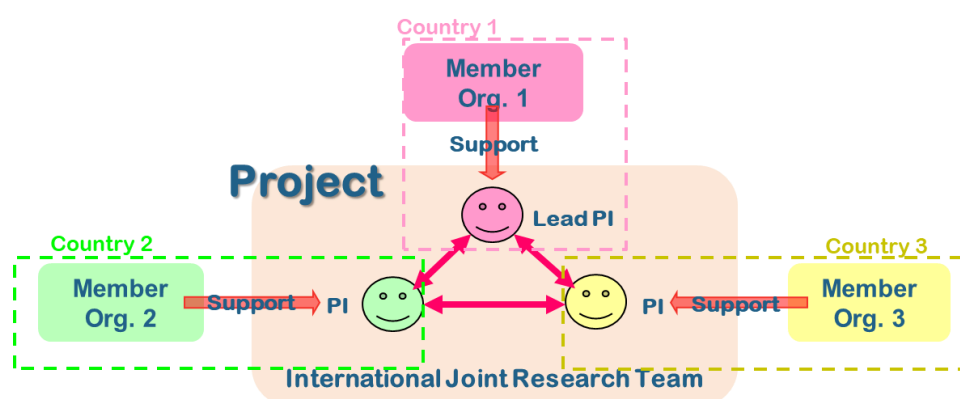 Country 1
Member
Org. 1
Support
Project
Lead PI
Country 2
Country 3
Member
Org. 2
Support
PI
PI
Support
Member
Org. 3
International Joint Research Team